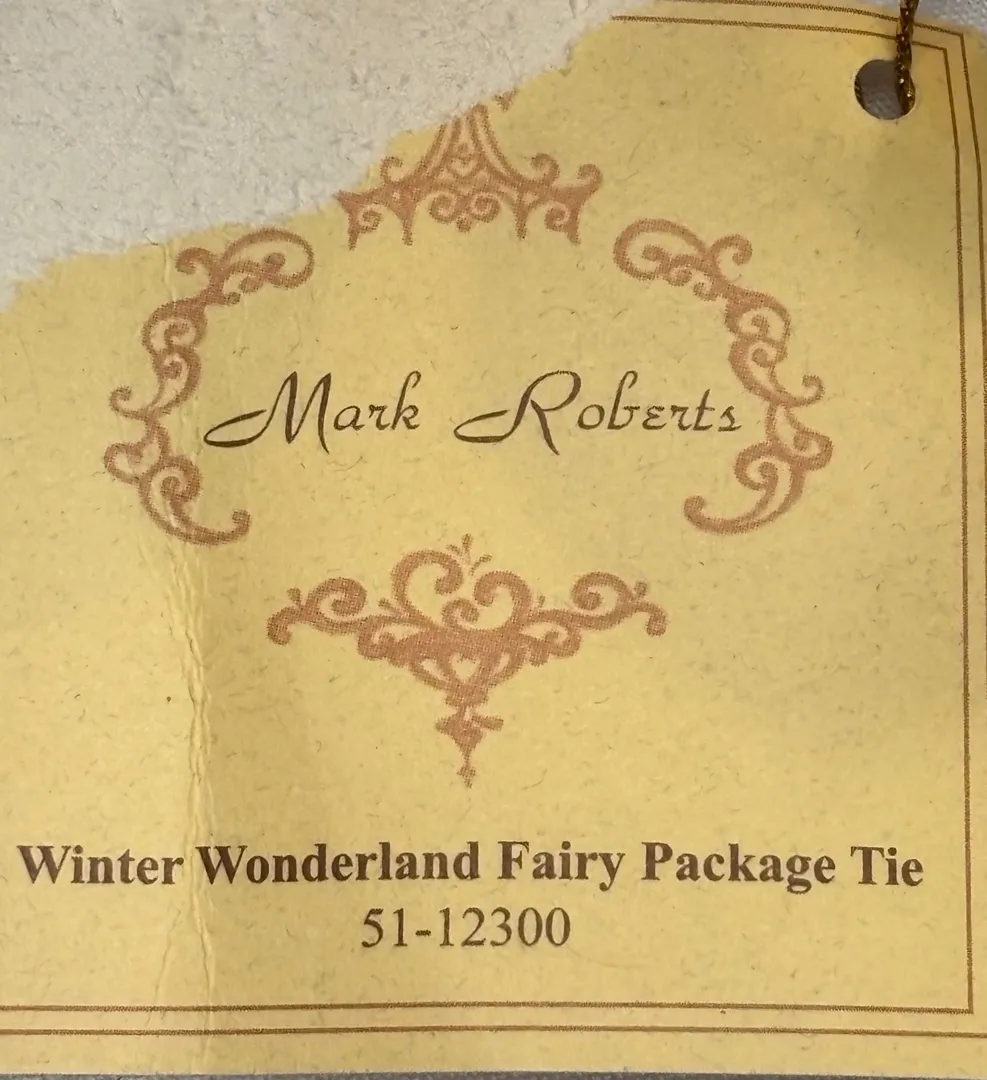 Mark Roberts
Winter Wonderland Fairy Package Tie
51-12300